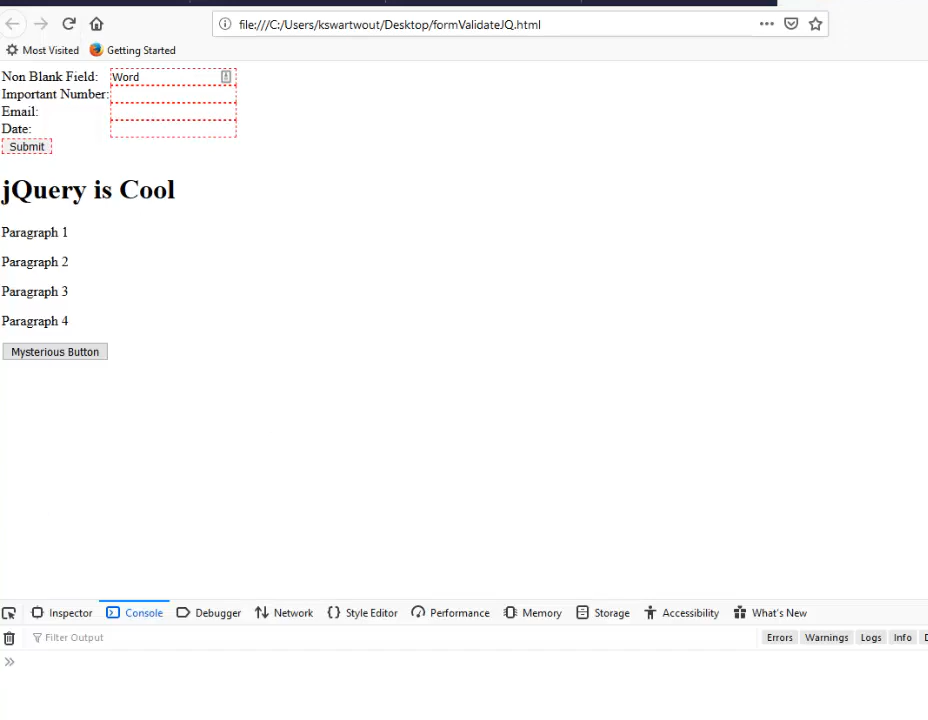 file:///C:/Users/kswartwout/Desktop/formValidateJQ.html
Most Visited Getting Started
Non Blank Field: Word
Important Number:
Email:
Date:
Submit
jQuery is Cool
Paragraph 1
Paragraph 2
Paragraph 3
Paragraph 4
Mysterious Button
Inspector Console Debugger Network Style Editor Performance Memory Storage Accessibility What's New
Filter Output Errors Warnings Logs Info